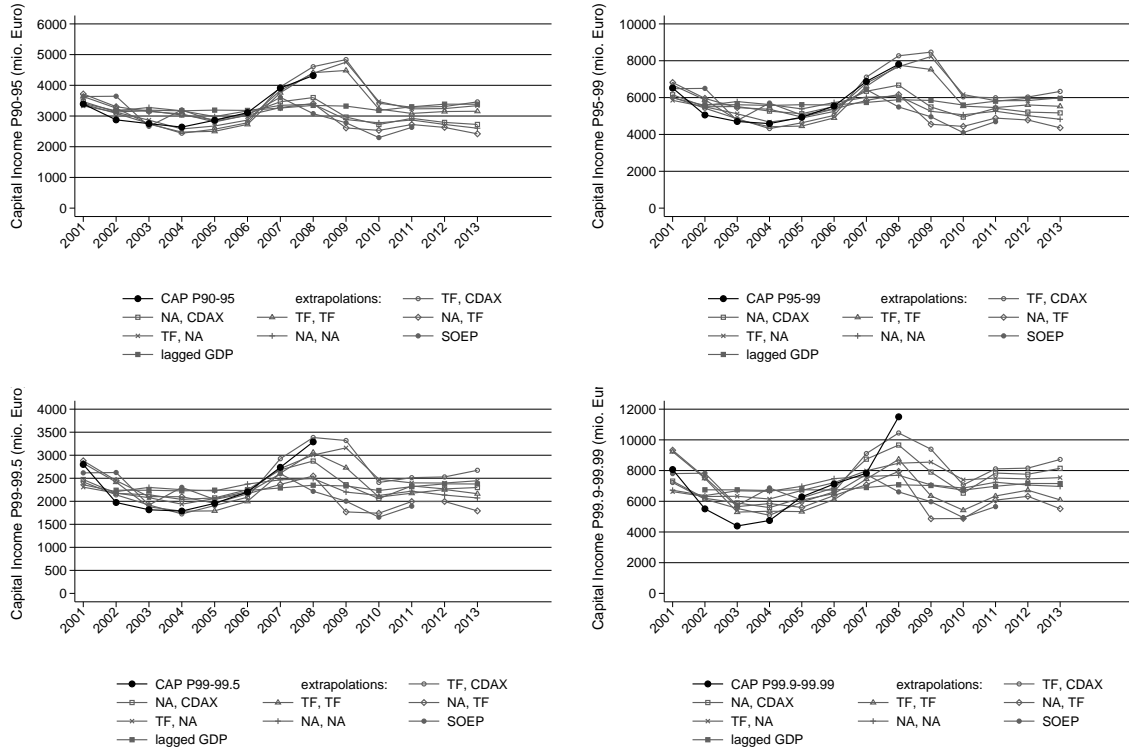 Capital Income P90-95 (mio. Euro)
6000
5000
4000
3000
2000
1000
0
2001 2002 2003 2004 2005 2006 2007 2008 2009 2010 2011 2012 2013
CAP P90-95 extrapolations: TF, CDAX
NA, CDAX TF, TF NA, TF
TF, NA NA, NA SOEP
lagged GDP
Capital Income P95-99 (mio. Euro)
10000
8000
6000
4000
2000
0
2001 2002 2003 2004 2005 2006 2007 2008 2009 2010 2011 2012 2013
CAP P95-99 extrapolations: TF, CDAX
NA, CDAX TF, TF NA, TF
TF, NA NA, NA SOEP
lagged GDP
Capital Income P99-99.5 (mio. Euro
4000
3500
3000
2500
2000
1500
1000
500
0
2001 2002 2003 2004 2005 2006 2007 2008 2009 2010 2011 2012 2013
CAP P99-99.5 extrapolations: TF, CDAX
NA, CDAX TF, TF NA, TF
TF, NA NA, NA SOEP
lagged GDP
Capital Income P99.9-99.99 (mio. Eur
12000
10000
8000
6000
4000
2000
0
2001 2002 2003 2004 2005 2006 2007 2008 2009 2010 2011 2012 2013
CAP P99.9-99.99 extrapolations: TF, CDAX
NA, CDAX TF, TF NA, TF
TF, NA NA, NA SOEP
lagged GDP